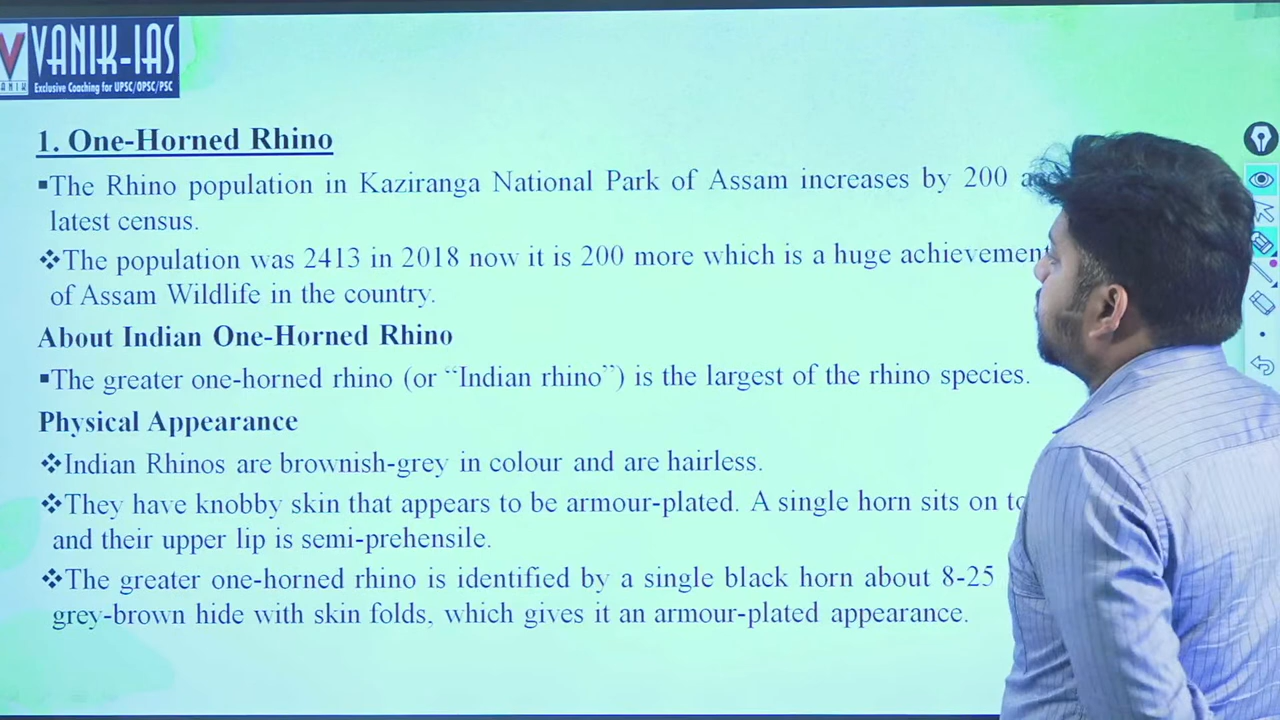 VANIK-IAS
VANIK
Exclusive Coaching for UPSC/OPSC/PSC
1. One-Horned Rhino
▪The Rhino population in Kaziranga National Park of Assam increases by 200
latest census.
❖The population was 2413 in 2018 now it is 200 more which is a huge achievemen
of Assam Wildlife in the country.
About Indian One-Horned Rhino
▪The greater one-horned rhino (or “Indian rhino”) is the largest of the rhino species.
Physical Appearance
❖Indian Rhinos are brownish-grey in colour and are hairless.
❖They have knobby skin that appears to be armour-plated. A single horn sits on
and their upper lip is semi-prehensile.
❖The greater one-horned rhino is identified by a single black horn about 8-25
grey-brown hide with skin folds, which gives it an armour-plated appearance.